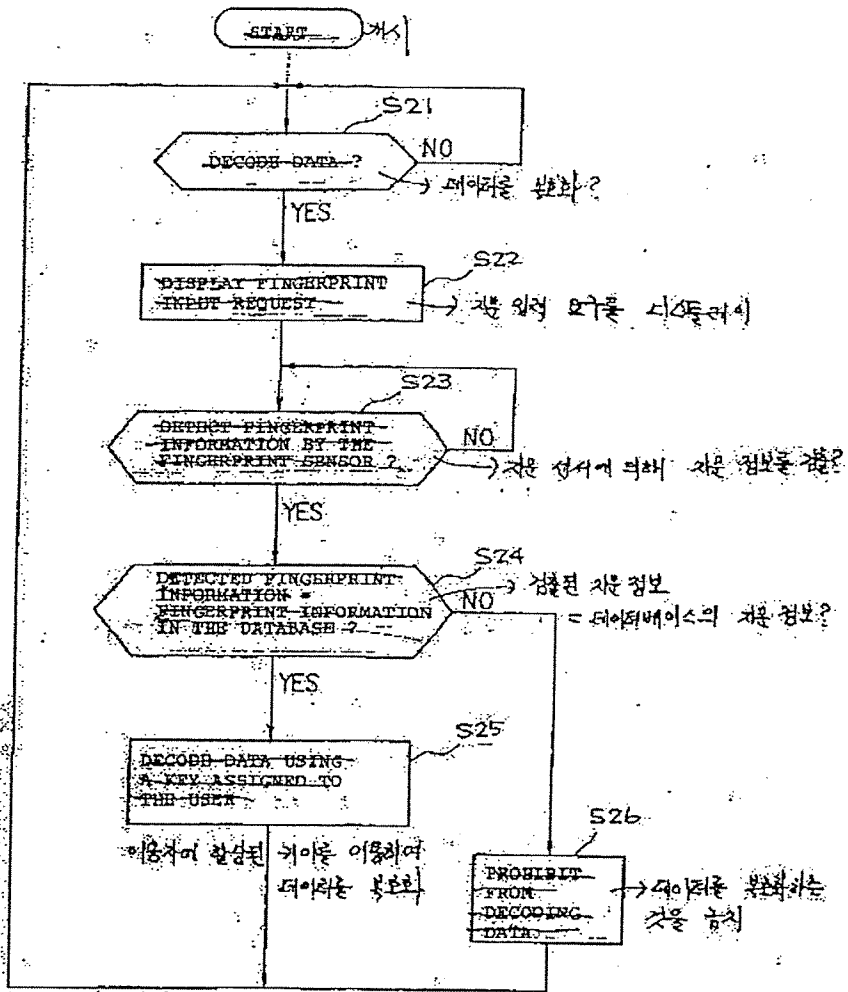 START 개시
S21
DECODE DATA ?
NO
데이터를 복호화?
YES
S22
DISPLAY FINGERPRINT
INPUT REQUEST
지문 입력 요구를 디스플레이
S23
DETECT FINGERPRINT
INFORMATION BY THE
FINGERPRINT SENSOR ?
NO
지문 센서에 의해 지문 정보를 검출?
YES
S24
DETECTED FINGERPRINT
INFORMATION =
FINGERPRINT INFORMATION
IN THE DATABASE ?
NO
검출된 지문 정보
= 데이터베이스의 지문 정보?
YES
S25
DECODE DATA USING
A KEY ASSIGNED TO
THE USER
이용자에 할당된 키이를 이용하여
데이터를 복호화
S26
PROHIBIT
FROM
DECODING
DATA
데이터를 복호화하는
것을 금지